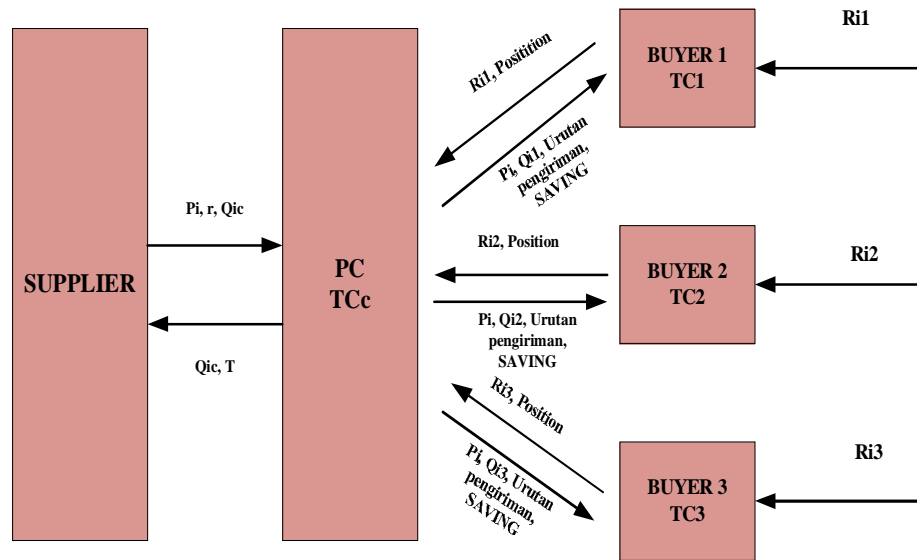 SUPPLIER
Pi, r, Qic
Qic, T
PC
TCc
Ri1, Positition
Pi, Qi1, Urutan
pengiriman,
SAVING
Ri2, Position
Pi, Qi2, Urutan
pengiriman,
SAVING
Ri3, Position
Pi, Qi3, Urutan
pengiriman,
SAVING
BUYER 1
TC1
Ri1
BUYER 2
TC2
Ri2
BUYER 3
TC3
Ri3